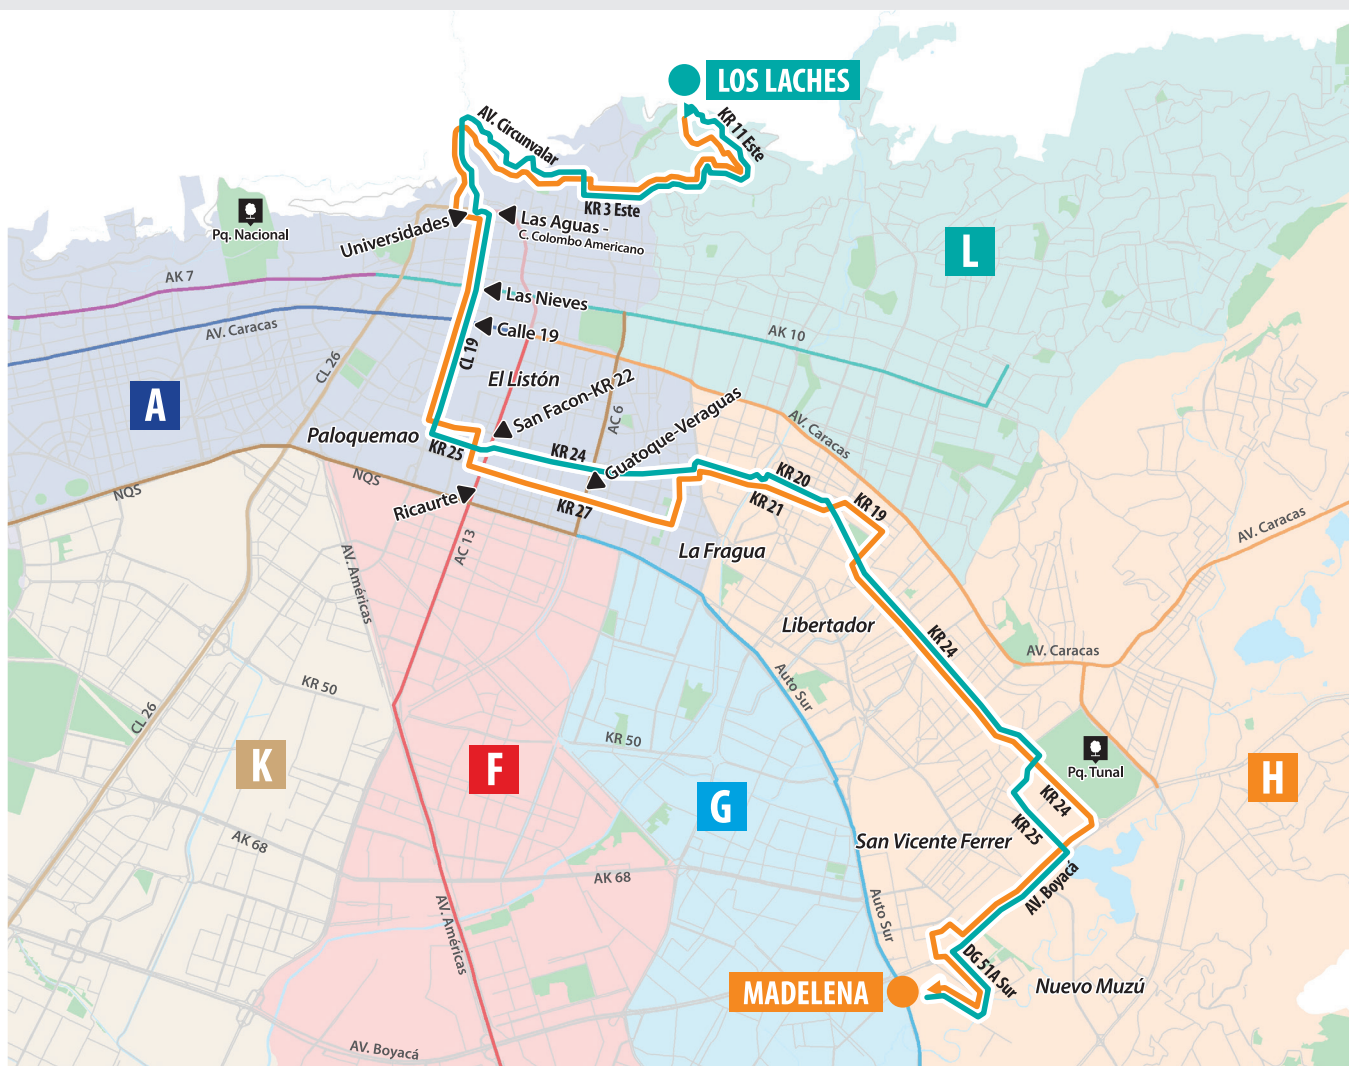 LOS LACHES
KR 11 Este
AV. Circunvalar
KR 3 Este
Pq. Nacional
Universidades
Las Aguas -
C. Colombo Americano
L
AK 7
Las Nieves
AV. Caracas
Calle 19
AK 10
CL 26
CL 19
El Listón
San Facon-KR 22
A
AC 6
Guatoque-Veraguas
AV. Caracas
Paloquemao
KR 25
KR 24
KR 20
NQS
NQS
Ricaurte
KR 27
KR 21
KR 19
AV. Caracas
AC 13
La Fragua
AV. Américas
Libertador
KR 24
AV. Caracas
KR 50
Auto Sur
CL 26
KR 50
K
F
G
Pq. Tunal
H
KR 24
KR 25
AK 68
San Vicente Ferrer
AK 68
AV. Boyacá
AV. Américas
Auto Sur
DG 51A Sur
MADELENA
Nuevo Muzú
AV. Boyacá